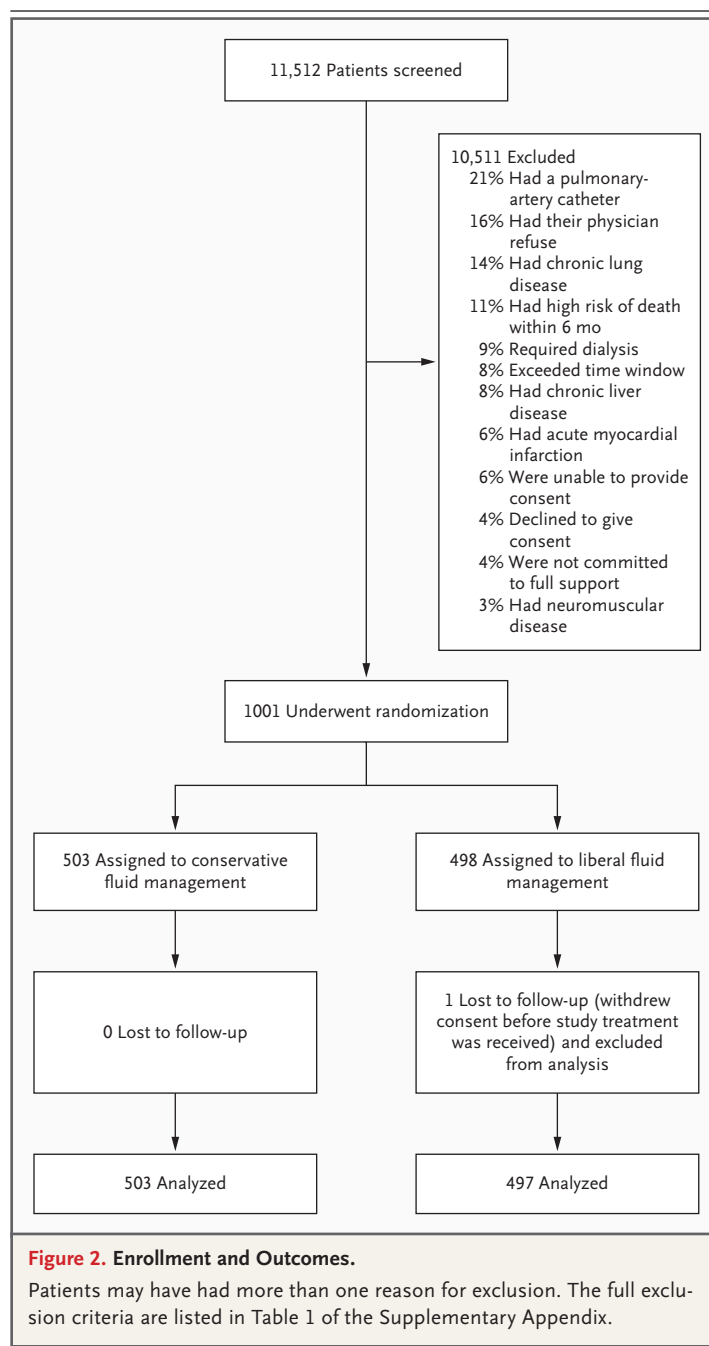 11,512 Patients screened
10,511 Excluded
21% Had a pulmonary-
artery catheter
16% Had their physician
refuse
14% Had chronic lung
disease
11% Had high risk of death
within 6 mo
9% Required dialysis
8% Exceeded time window
8% Had chronic liver
disease
6% Had acute myocardial
infarction
6% Were unable to provide
consent
4% Declined to give
consent
4% Were not committed
to full support
3% Had neuromuscular
disease
1001 Underwent randomization
503 Assigned to conservative
fluid management
498 Assigned to liberal fluid
management
0 Lost to follow-up
1 Lost to follow-up (withdrew
consent before study treatment
was received) and excluded
from analysis
503 Analyzed
497 Analyzed
Figure 2. Enrollment and Outcomes.
Patients may have had more than one reason for exclusion. The full exclu-
sion criteria are listed in Table 1 of the Supplementary Appendix.